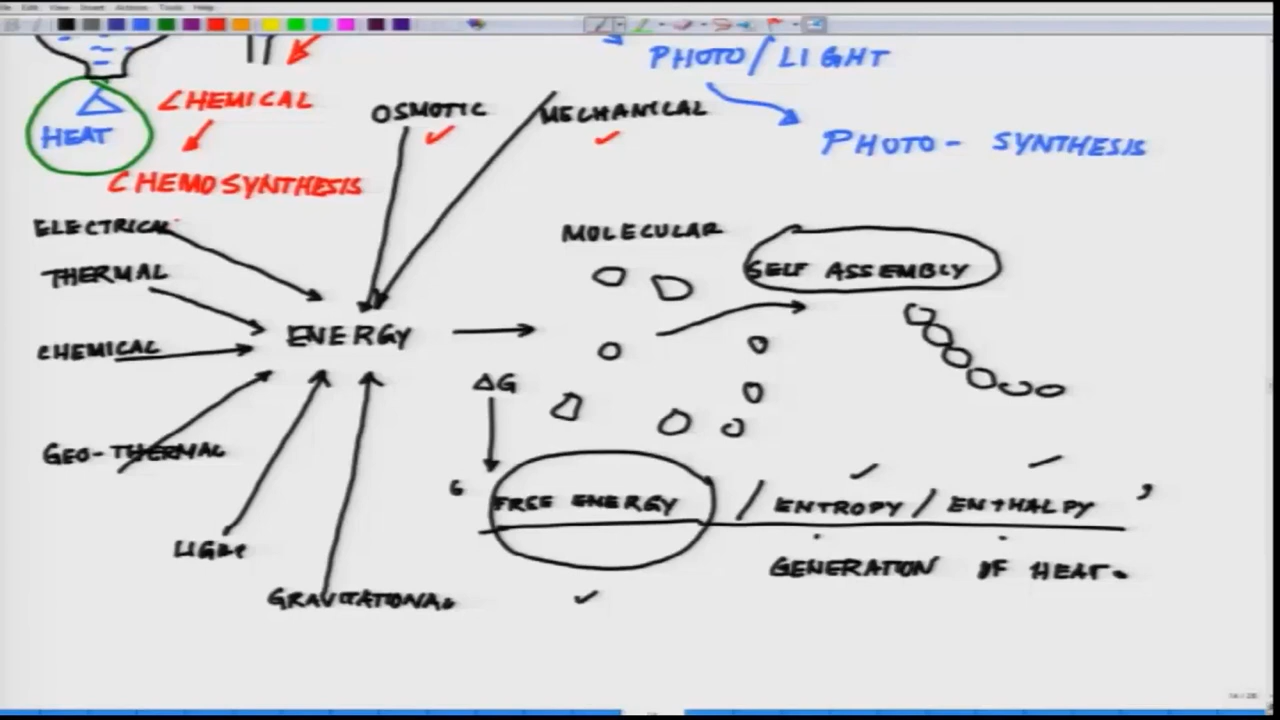 PHOTO/LIGHT
CHEMICAL
OSMOTIC
MECHANICAL
HEAT
PHOTO - SYNTHESIS
CHEMOSYNTHESIS
ELECTRICAL
MOLECULAR
THERMAL
SELF ASSEMBLY
ENERGY
CHEMICAL
ΔG
GEO-THERMAL
FREE ENERGY / ENTROPY / ENTHALPY
LIGHT
GENERATION OF HEAT.
GRAVITATIONAL